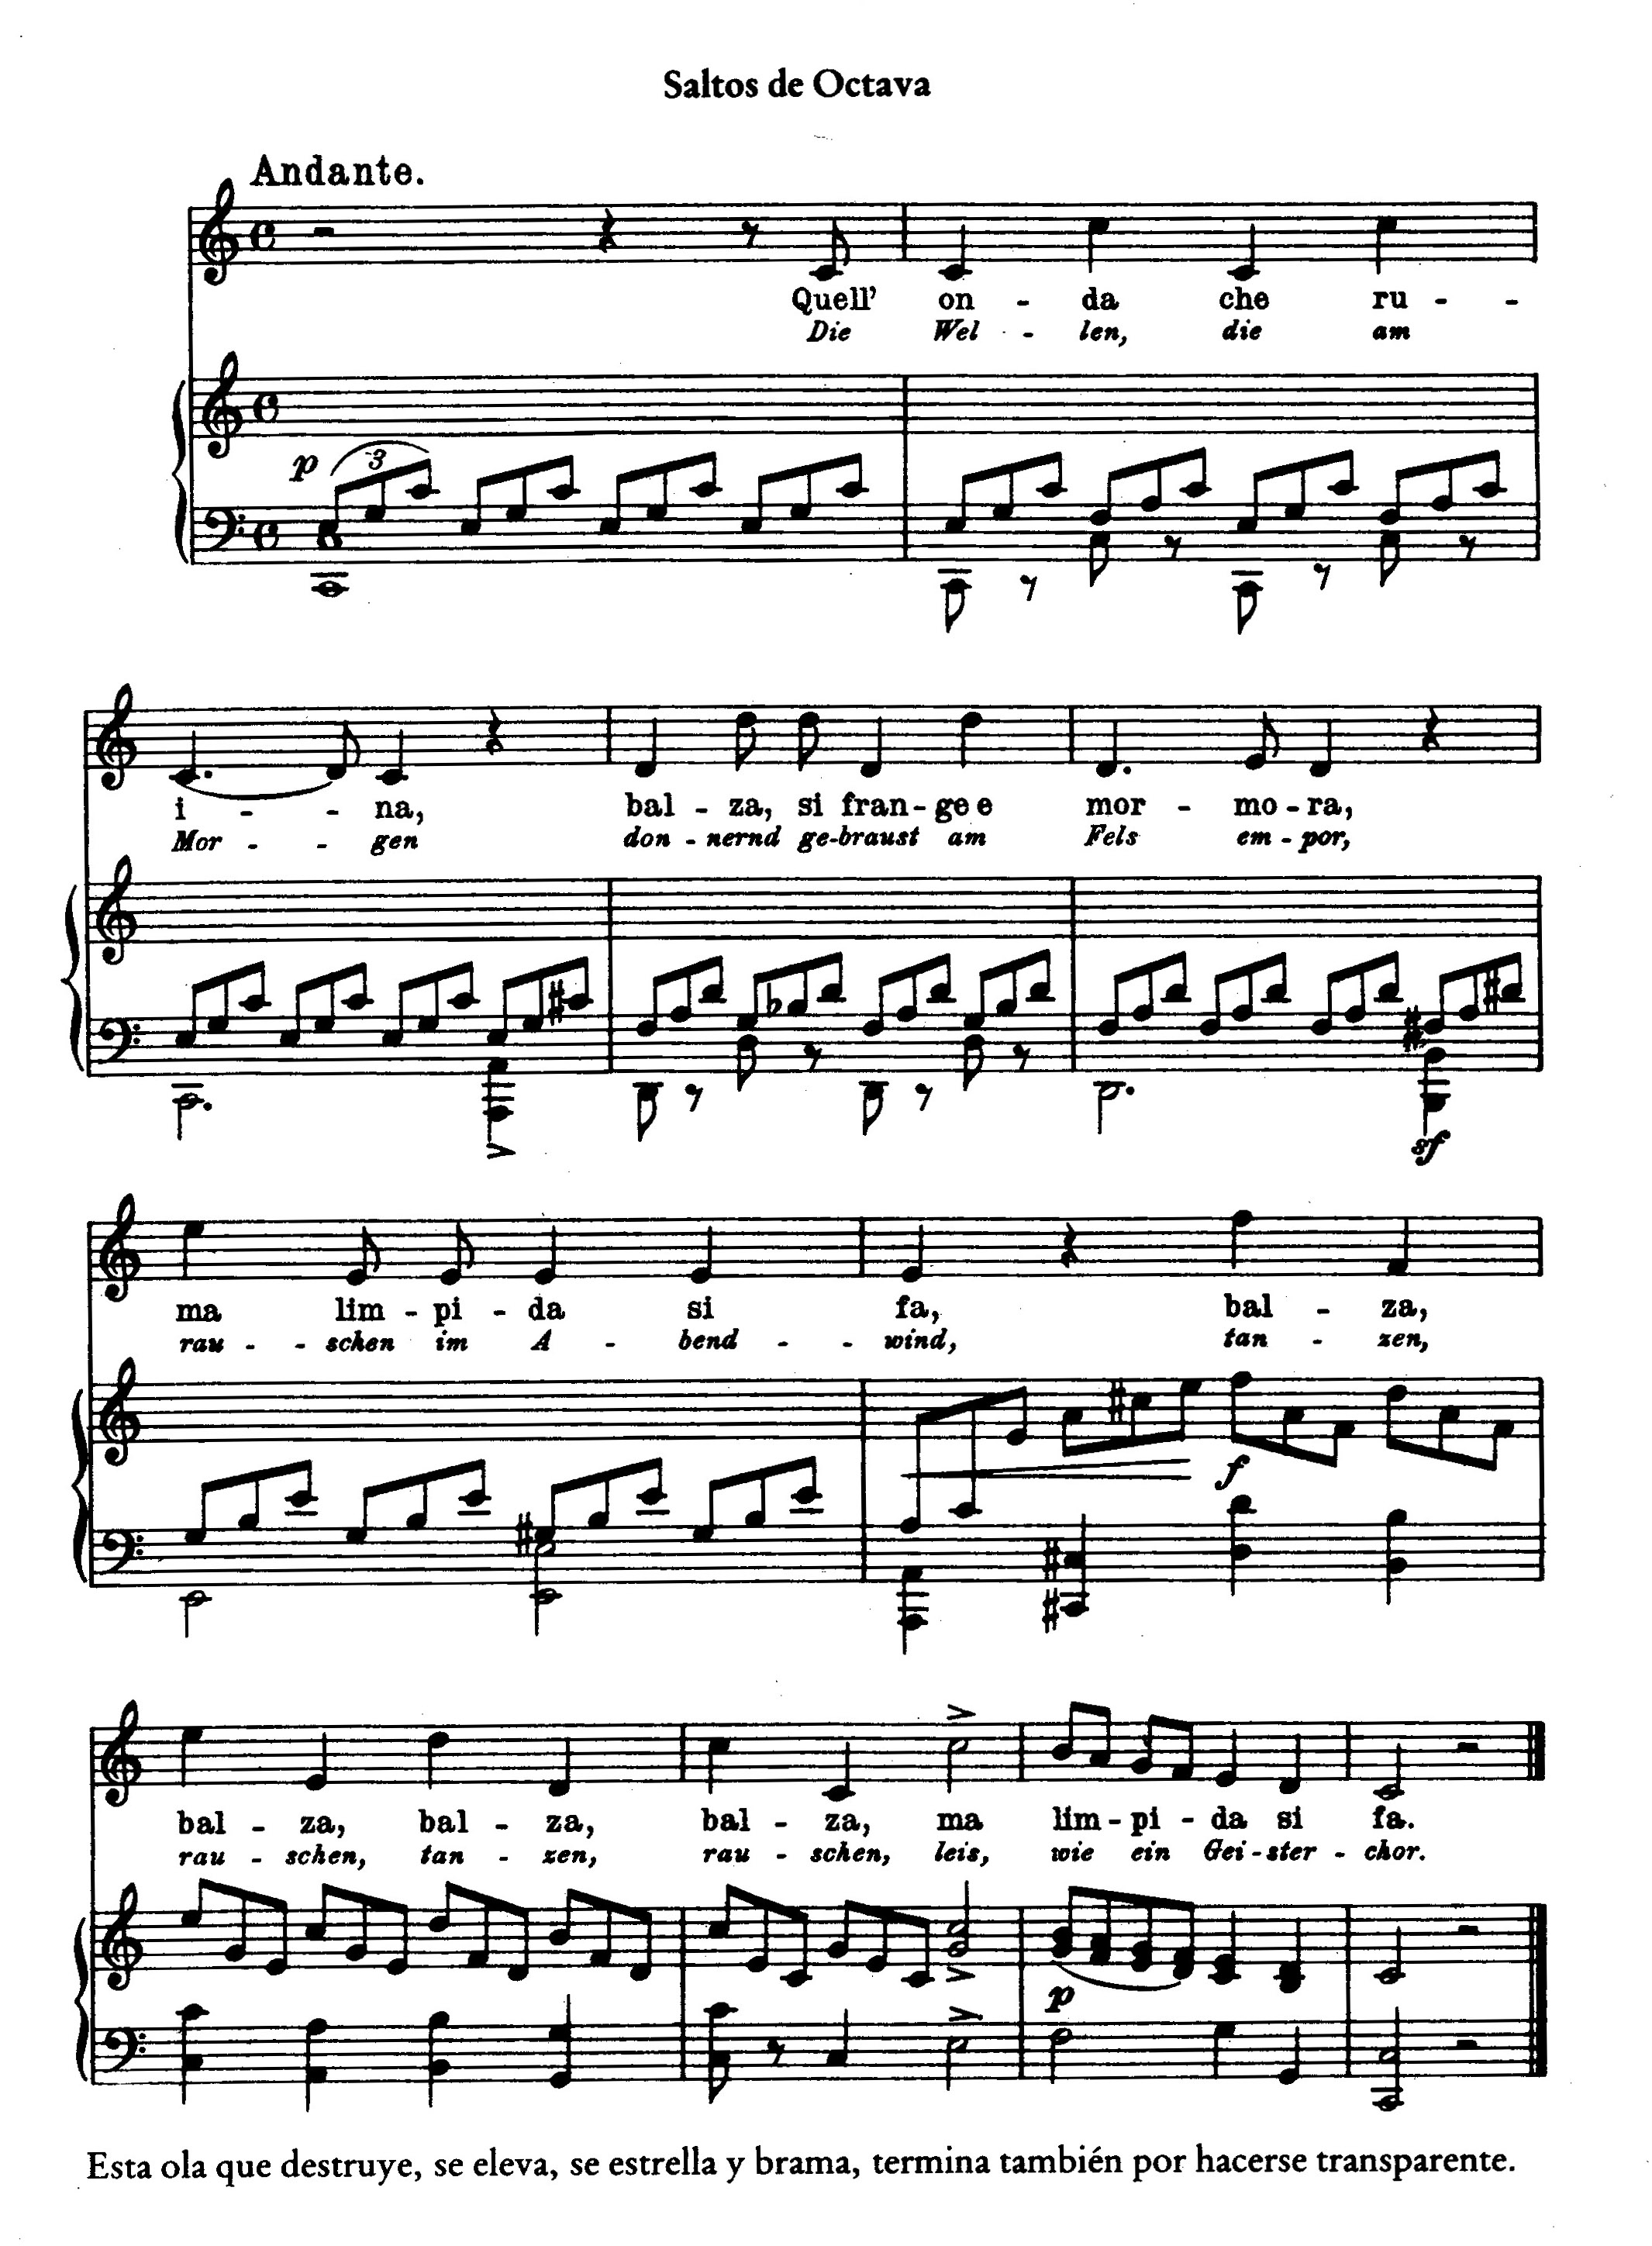 Saltos de Octava
Andante.
Quell' on - da che ru - -
Die Wel - len, die am
p 3
i - - na, bal - za, si fran - ge e mor - mo - ra,
Mor - - gen don - nernd ge - braust am Fels em - por,
sf
ma lim - pi - da si fa, bal - za,
rau - - schen im A - bend - - wind, tan - zen,
f
bal - za, bal - za, bal - za, ma lim - pi - da si fa.
rau - schen, tan - zen, rau - schen, leis, wie ein Gei - ster - chor.
p
Esta ola que destruye, se eleva, se estrella y brama, termina también por hacerse transparente.